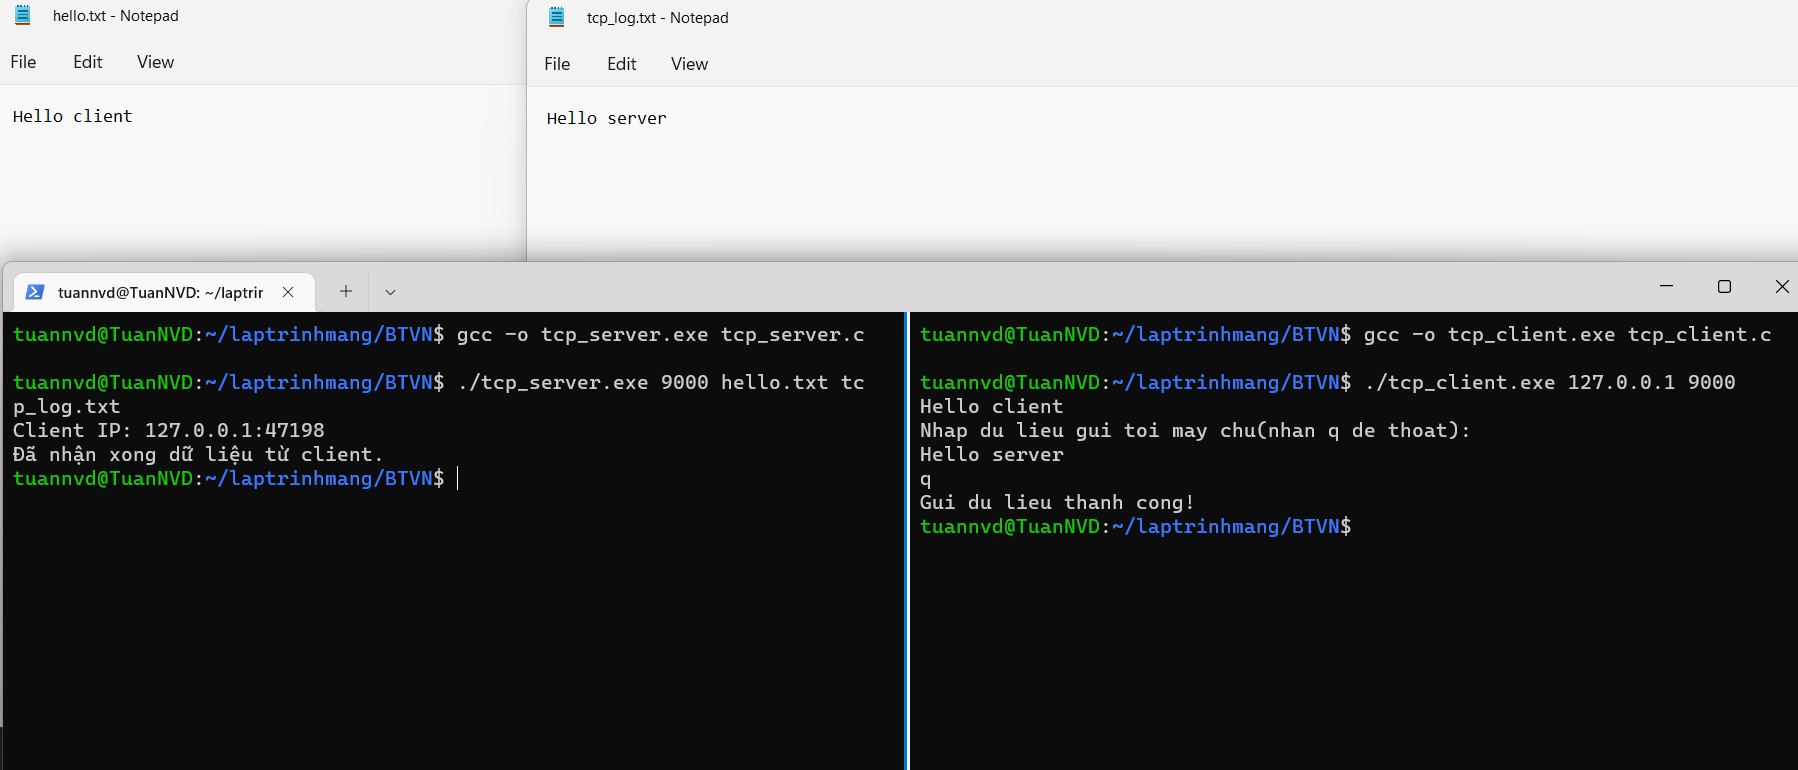 hello.txt - Notepad
File Edit View
Hello client
tcp_log.txt - Notepad
File Edit View
Hello server
tuannvd@TuanNVD: ~/laptrir
tuannvd@TuanNVD:~/laptrinhmang/BTVN$ gcc -o tcp_server.exe tcp_server.c
tuannvd@TuanNVD:~/laptrinhmang/BTVN$ ./tcp_server.exe 9000 hello.txt tc
p_log.txt
Client IP: 127.0.0.1:47198
Đã nhận xong dữ liệu từ client.
tuannvd@TuanNVD:~/laptrinhmang/BTVN$
tuannvd@TuanNVD:~/laptrinhmang/BTVN$ gcc -o tcp_client.exe tcp_client.c
tuannvd@TuanNVD:~/laptrinhmang/BTVN$ ./tcp_client.exe 127.0.0.1 9000
Hello client
Nhap du lieu gui toi may chu(nhan q de thoat):
Hello server
q
Gui du lieu thanh cong!
tuannvd@TuanNVD:~/laptrinhmang/BTVN$